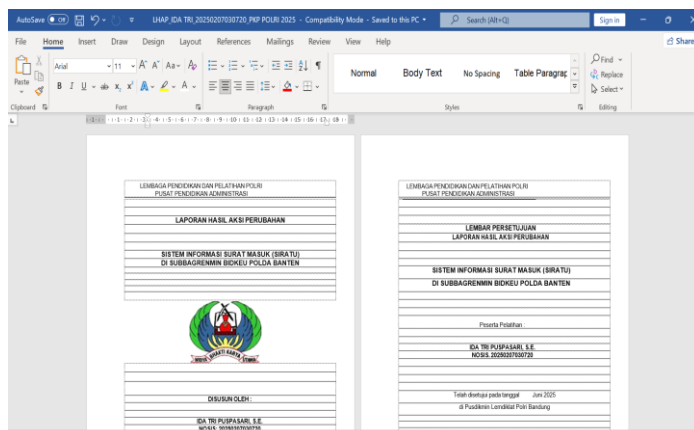 AutoSave Off LHAP_IDA TRI_20250207030720_PKP POLRI 2025 - Compatibility Mode - Saved to this PC Search (Alt+Q) Sign in
File Home Insert Draw Design Layout References Mailings Review View Help Share
Paste
Arial 11
Normal Body Text No Spacing Table Paragrap
Find
Replace
Select
Clipboard Font Paragraph Styles Editing
LEMBAGA PENDIDIKAN DAN PELATIHAN POLRI
PUSAT PENDIDIKAN ADMINISTRASI
LAPORAN HASIL AKSI PERUBAHAN
SISTEM INFORMASI SURAT MASUK (SIRATU)
DI SUBBAGRENMIN BIDKEU POLDA BANTEN
BHAKTI KARYA
DISUSUN OLEH :
IDA TRI PUSPASARI, S.E.
NOSIS. 20250207030720
LEMBAGA PENDIDIKAN DAN PELATIHAN POLRI
PUSAT PENDIDIKAN ADMINISTRASI
LEMBAR PERSETUJUAN
LAPORAN HASIL AKSI PERUBAHAN
SISTEM INFORMASI SURAT MASUK (SIRATU)
DI SUBBAGRENMIN BIDKEU POLDA BANTEN
Peserta Pelatihan :
IDA TRI PUSPASARI, S.E.
NOSIS. 20250207030720
Telah disetujui pada tanggal Juni 2025
di Pusdikmin Lemdiklat Polri Bandung